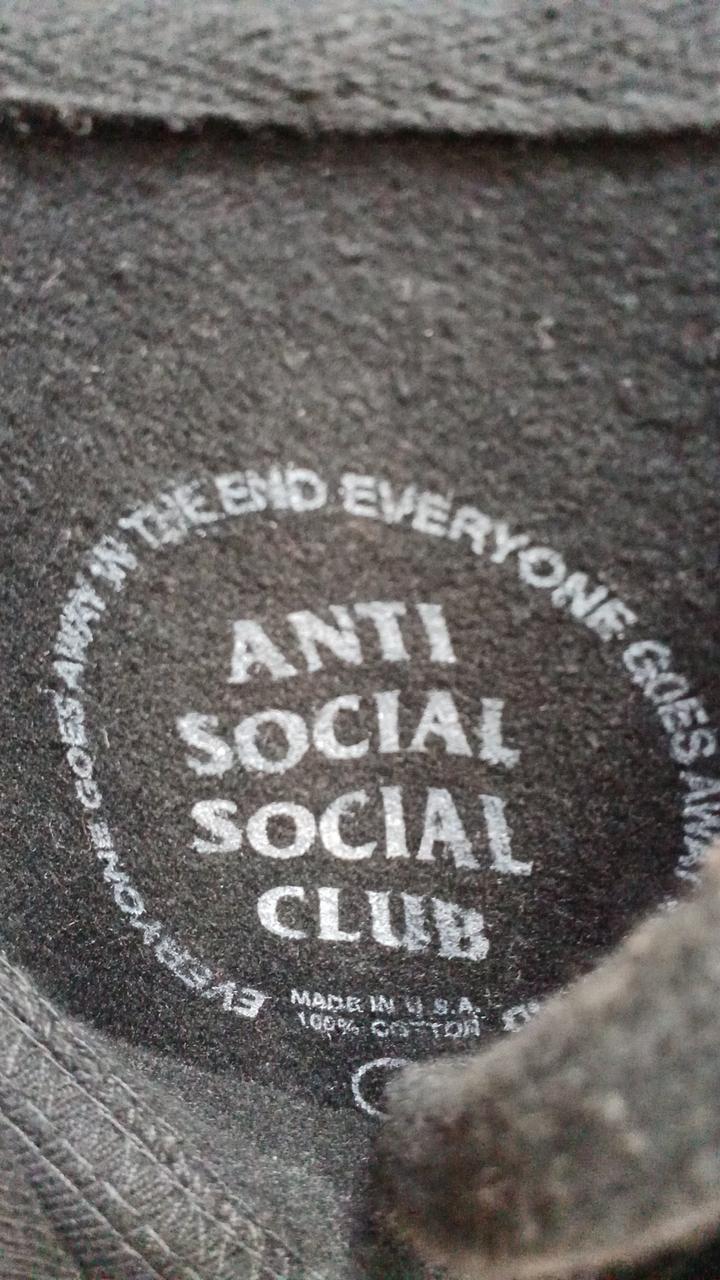 EVERYONE GOES AWAY IN THE END EVERYONE GOES AWAY
ANTI
SOCIAL
SOCIAL
CLUB
MADE IN U.S.A.
100% COTTON